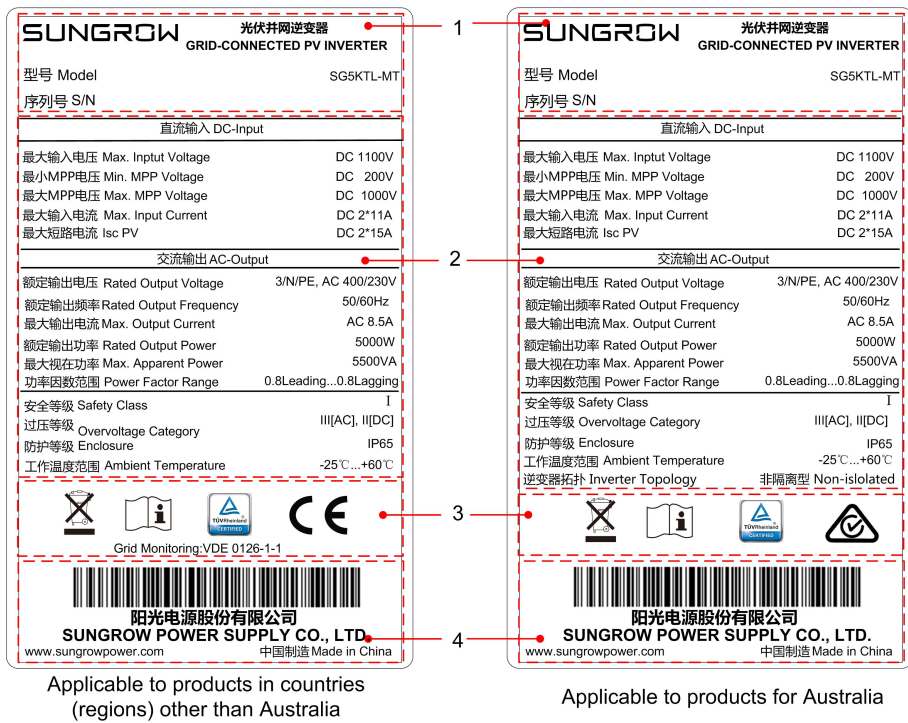 SUNGROW
光伏并网逆变器
GRID-CONNECTED PV INVERTER
型号 Model SG5KTL-MT
序列号 S/N
直流输入 DC-Input
最大输入电压 Max. Intput Voltage DC 1100V
最小MPP电压 Min. MPP Voltage DC 200V
最大MPP电压 Max. MPP Voltage DC 1000V
最大输入电流 Max. Input Current DC 2*11A
最大短路电流 Isc PV DC 2*15A
交流输出 AC-Output
额定输出电压 Rated Output Voltage 3/N/PE, AC 400/230V
额定输出频率 Rated Output Frequency 50/60Hz
最大输出电流 Max. Output Current AC 8.5A
额定输出功率 Rated Output Power 5000W
最大视在功率 Max. Apparent Power 5500VA
功率因数范围 Power Factor Range 0.8Leading...0.8Lagging
安全等级 Safety Class I
过压等级 Overvoltage Category III[AC], II[DC]
防护等级 Enclosure IP65
工作温度范围 Ambient Temperature -25℃...+60℃
TÜVRheinland
CERTIFIED
CE
Grid Monitoring:VDE 0126-1-1
阳光电源股份有限公司
SUNGROW POWER SUPPLY CO., LTD.
www.sungrowpower.com 中国制造 Made in China
Applicable to products in countries
(regions) other than Australia
1
2
3
4
SUNGROW
光伏并网逆变器
GRID-CONNECTED PV INVERTER
型号 Model SG5KTL-MT
序列号 S/N
直流输入 DC-Input
最大输入电压 Max. Intput Voltage DC 1100V
最小MPP电压 Min. MPP Voltage DC 200V
最大MPP电压 Max. MPP Voltage DC 1000V
最大输入电流 Max. Input Current DC 2*11A
最大短路电流 Isc PV DC 2*15A
交流输出 AC-Output
额定输出电压 Rated Output Voltage 3/N/PE, AC 400/230V
额定输出频率 Rated Output Frequency 50/60Hz
最大输出电流 Max. Output Current AC 8.5A
额定输出功率 Rated Output Power 5000W
最大视在功率 Max. Apparent Power 5500VA
功率因数范围 Power Factor Range 0.8Leading...0.8Lagging
安全等级 Safety Class I
过压等级 Overvoltage Category III[AC], II[DC]
防护等级 Enclosure IP65
工作温度范围 Ambient Temperature -25℃...+60℃
逆变器拓扑 Inverter Topology 非隔离型 Non-islolated
TÜVRheinland
CERTIFIED
阳光电源股份有限公司
SUNGROW POWER SUPPLY CO., LTD.
www.sungrowpower.com 中国制造 Made in China
Applicable to products for Australia